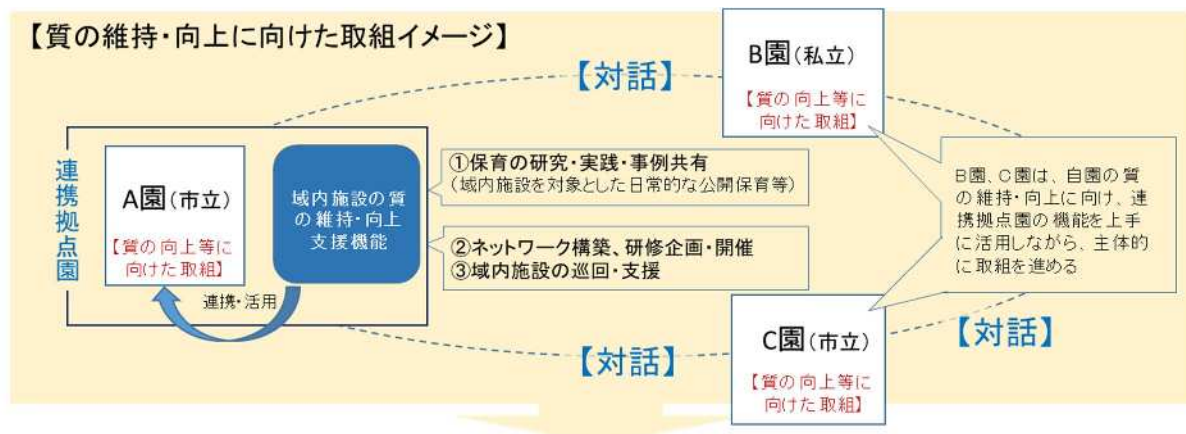 【質の維持・向上に向けた取組イメージ】
【対話】
B園(私立)
【質の向上等に
向けた取組】
連携拠点園
A園(市立)
【質の向上等に
向けた取組】
域内施設の質
の維持・向上
支援機能
連携・活用
①保育の研究・実践・事例共有
(域内施設を対象とした日常的な公開保育等)
②ネットワーク構築、研修企画・開催
③域内施設の巡回・支援
B園、C園は、自園の質
の維持・向上に向け、連
携拠点園の機能を上手
に活用しながら、主体的
に取組を進める
【対話】
C園(市立)
【質の向上等に
向けた取組】
【対話】